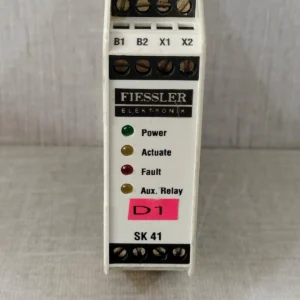 B1 B2 X1 X2
FIESSLER
ELEKTRONIK
Power
Actuate
Fault
Aux. Relay
D1
SK 41